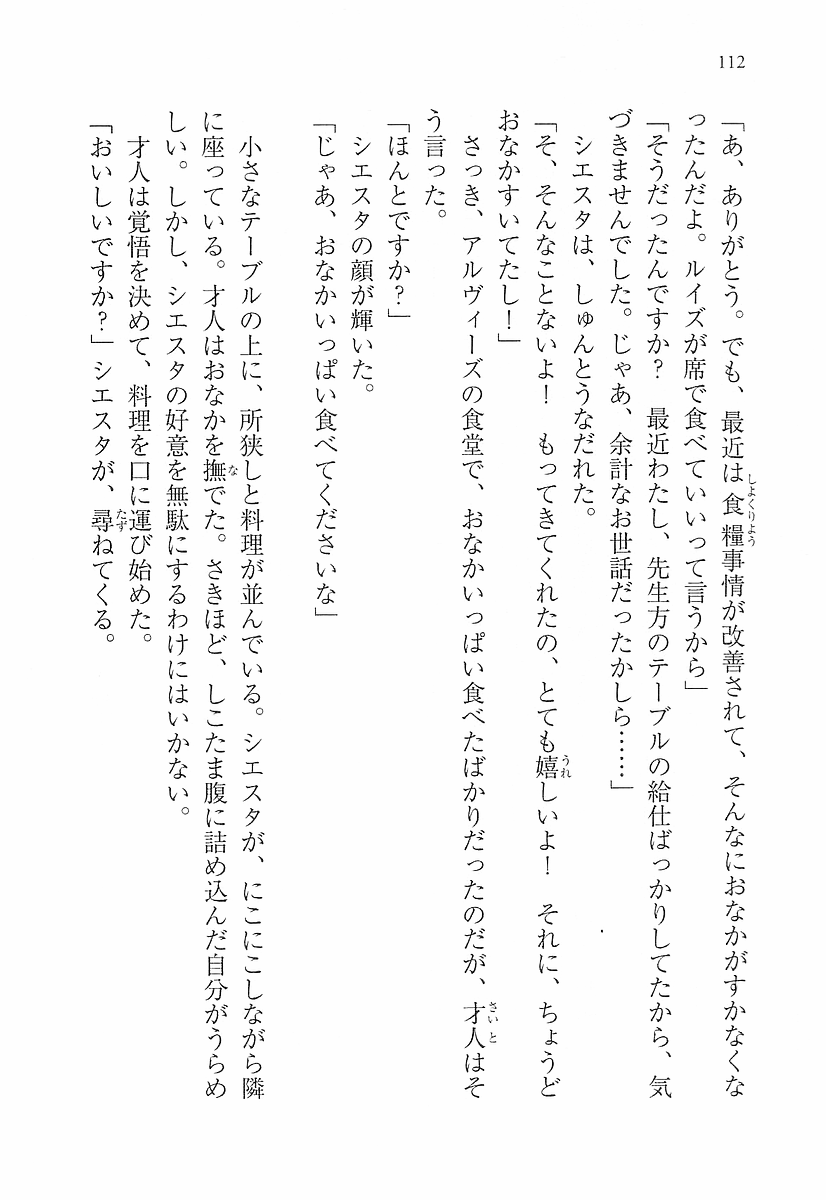 112
「あ、ありがとう。でも、最近は食糧事情が改善されて、そんなにおなかがすかなくな
ったんだよ。ルイズが席で食べていいって言うから」
「そうだったんですか？　最近わたし、先生方のテーブルの給仕ばっかりしてたから、気
づきませんでした。じゃあ、余計なお世話だったかしら……」
　シエスタは、しゅんとうなだれた。
「そ、そんなことないよ！　もってきてくれたの、とても嬉しいよ！　それに、ちょうど
おなかすいてたし！」
　さっき、アルヴィーズの食堂で、おなかいっぱい食べたばかりだったのだが、才人はそ
う言った。
「ほんとですか？」
　シエスタの顔が輝いた。
「じゃあ、おなかいっぱい食べてくださいな」
　小さなテーブルの上に、所狭しと料理が並んでいる。シエスタが、にこにこしながら隣
に座っている。才人はおなかを撫でた。さきほど、しこたま腹に詰め込んだ自分がうらめ
しい。しかし、シエスタの好意を無駄にするわけにはいかない。
　才人は覚悟を決めて、料理を口に運び始めた。
「おいしいですか？」シエスタが、尋ねてくる。